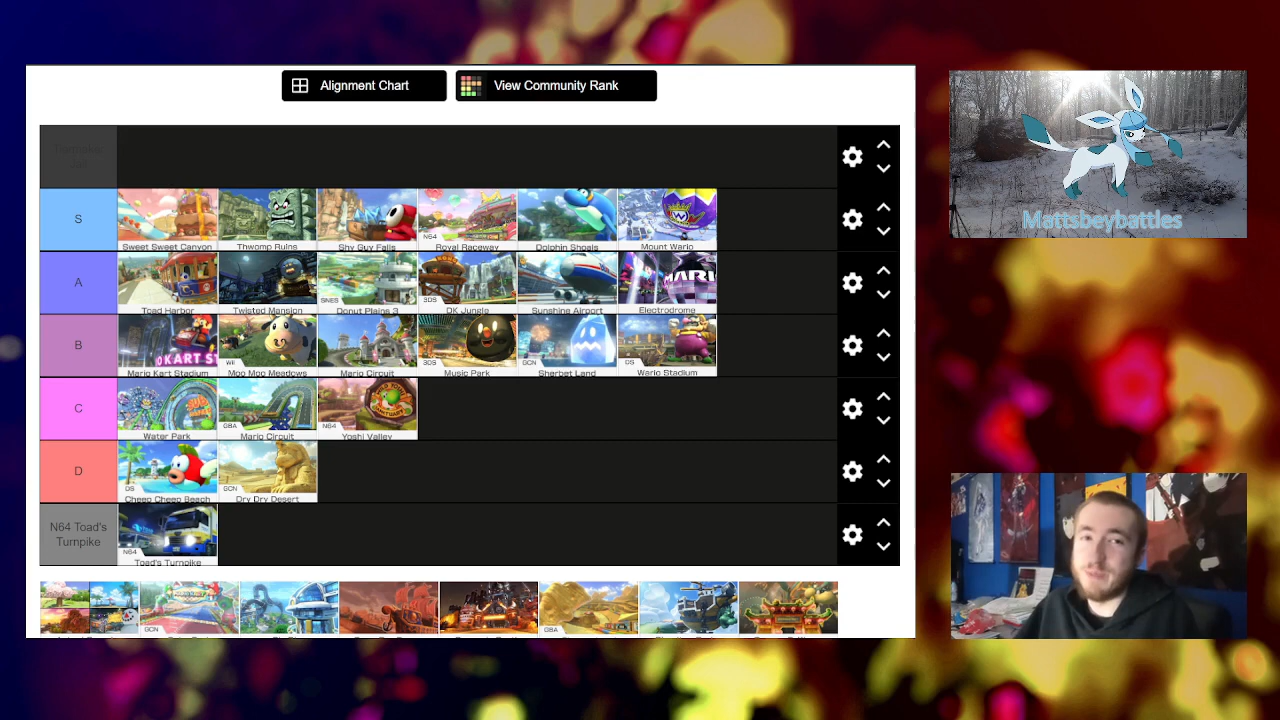 Alignment Chart
View Community Rank
S
Sweet Sweet Canyon
Thwomp Ruins
Shy Guy Falls
N64
Royal Raceway
Dolphin Shoals
Mount Wario
A
Toad Harbor
Twisted Mansion
SNES
Donut Plains 3
3DS
DK Jungle
Sunshine Airport
MARI
Electrodrome
B
OKART ST
Mario Kart Stadium
Wii
Moo Moo Meadows
Mario Circuit
3DS
Music Park
GCN
Sherbet Land
DS
Wario Stadium
C
Water Park
GBA
Mario Circuit
N64
Yoshi Valley
D
DS
Cheep Cheep Beach
GCN
Dry Dry Desert
N64 Toad's
Turnpike
N64
Toad's Turnpike
GCN
GBA
Mattsbeybattles